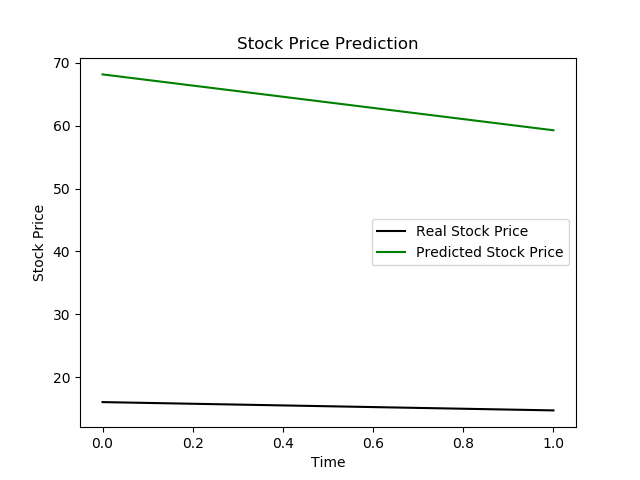 Stock Price Prediction
70
60
50
40
30
20
Stock Price
Real Stock Price
Predicted Stock Price
0.0 0.2 0.4 0.6 0.8 1.0
Time